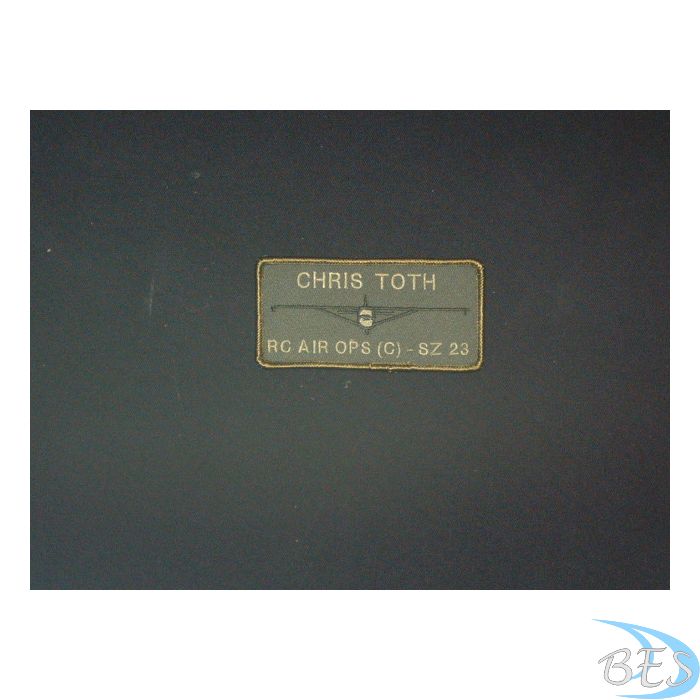 CHRIS TOTH
RC AIR OPS (C) - SZ 23
BES